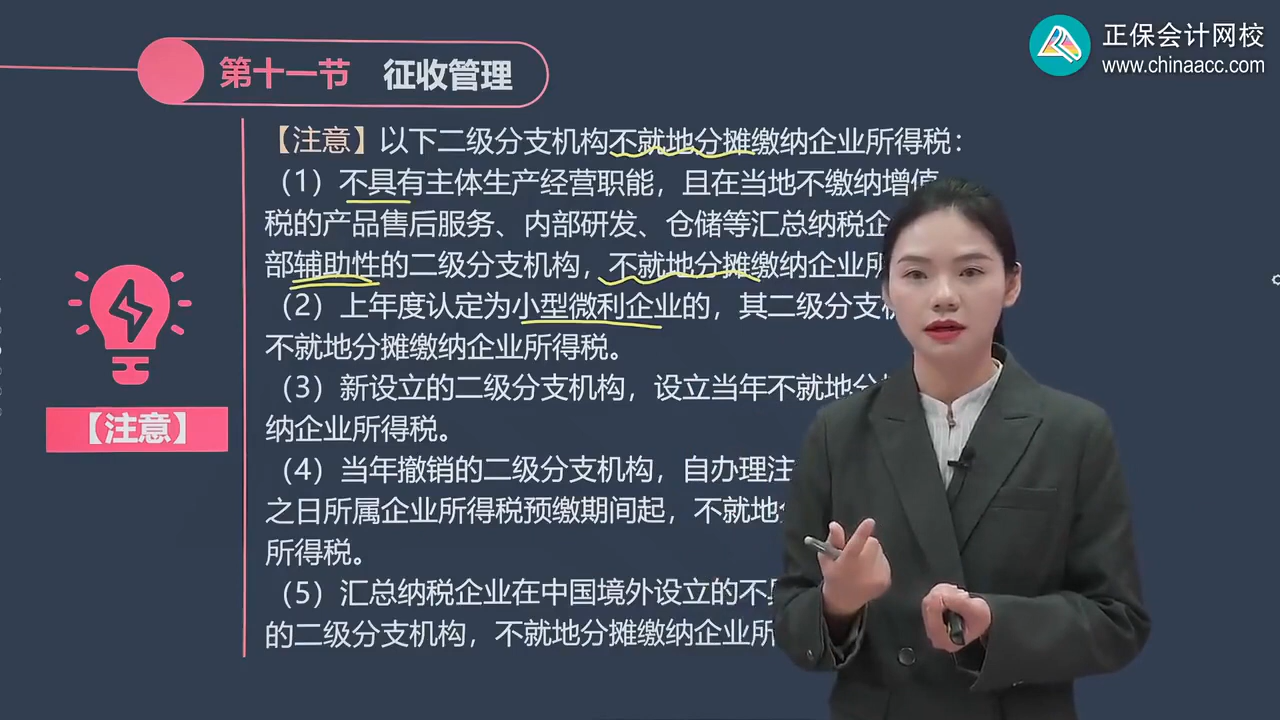 正保会计网校
www.chinaacc.com
第十一节 征收管理
【注意】以下二级分支机构不就地分摊缴纳企业所得税：
（1）不具有主体生产经营职能，且在当地不缴纳增值
税的产品售后服务、内部研发、仓储等汇总纳税企
部辅助性的二级分支机构，不就地分摊缴纳企业所
（2）上年度认定为小型微利企业的，其二级分支机
不就地分摊缴纳企业所得税。
（3）新设立的二级分支机构，设立当年不就地分摊
纳企业所得税。
（4）当年撤销的二级分支机构，自办理注
之日所属企业所得税预缴期间起，不就地分
所得税。
（5）汇总纳税企业在中国境外设立的不具
的二级分支机构，不就地分摊缴纳企业所
【注意】